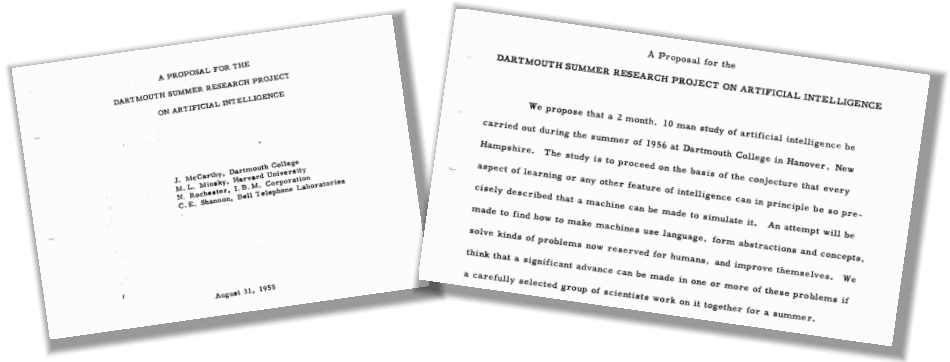 A PROPOSAL FOR THE
DARTMOUTH SUMMER RESEARCH PROJECT
ON ARTIFICIAL INTELLIGENCE
J. McCarthy, Dartmouth College
M. L. Minsky, Harvard University
N. Rochester, I.B.M. Corporation
C. E. Shannon, Bell Telephone Laboratories
August 31, 1955
A Proposal for the
DARTMOUTH SUMMER RESEARCH PROJECT ON ARTIFICIAL INTELLIGENCE
We propose that a 2 month, 10 man study of artificial intelligence be
carried out during the summer of 1956 at Dartmouth College in Hanover, New
Hampshire. The study is to proceed on the basis of the conjecture that every
aspect of learning or any other feature of intelligence can in principle be so pre-
cisely described that a machine can be made to simulate it. An attempt will be
made to find how to make machines use language, form abstractions and concepts,
solve kinds of problems now reserved for humans, and improve themselves. We
think that a significant advance can be made in one or more of these problems if
a carefully selected group of scientists work on it together for a summer.